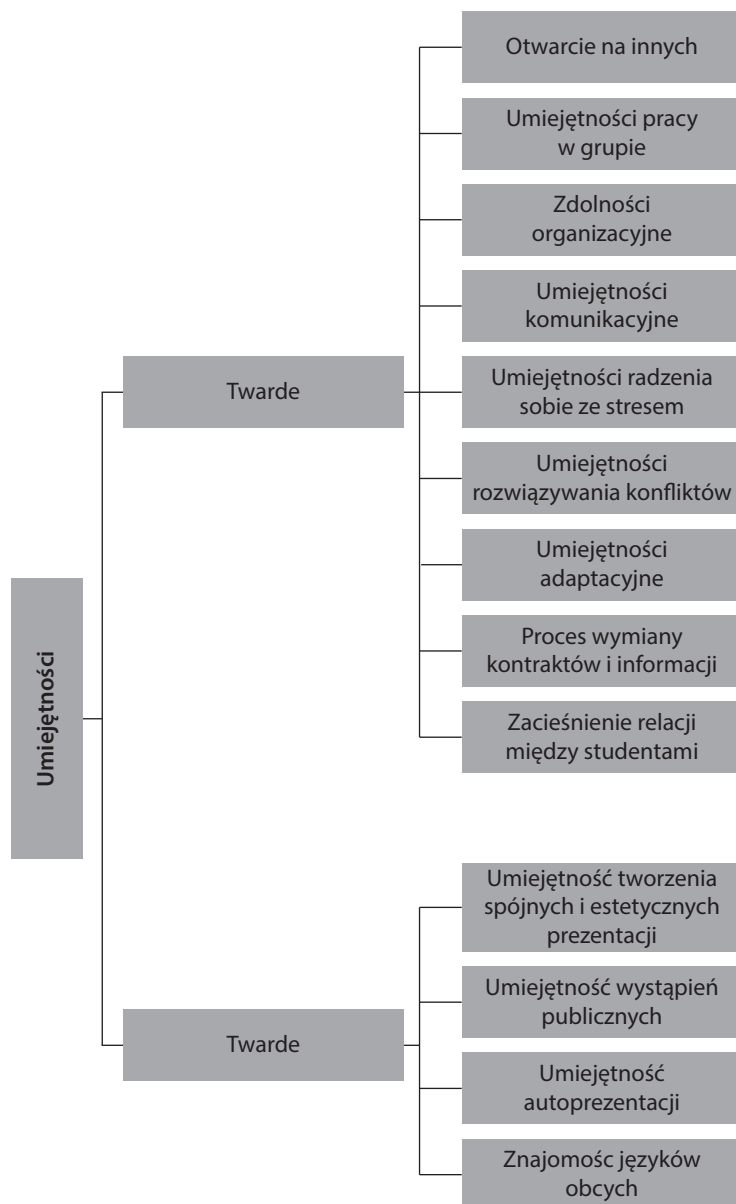 Umiejętności
Twarde
Otwarcie na innych
Umiejętności pracy
w grupie
Zdolności
organizacyjne
Umiejętności
komunikacyjne
Umiejętności radzenia
sobie ze stresem
Umiejętności
rozwiązywania konfliktów
Umiejętności
adaptacyjne
Proces wymiany
kontraktów i informacji
Zacieśnienie relacji
między studentami
Twarde
Umiejętność tworzenia
spójnych i estetycznych
prezentacji
Umiejętność wystąpień
publicznych
Umiejętność
autoprezentacji
Znajomośc języków
obcych